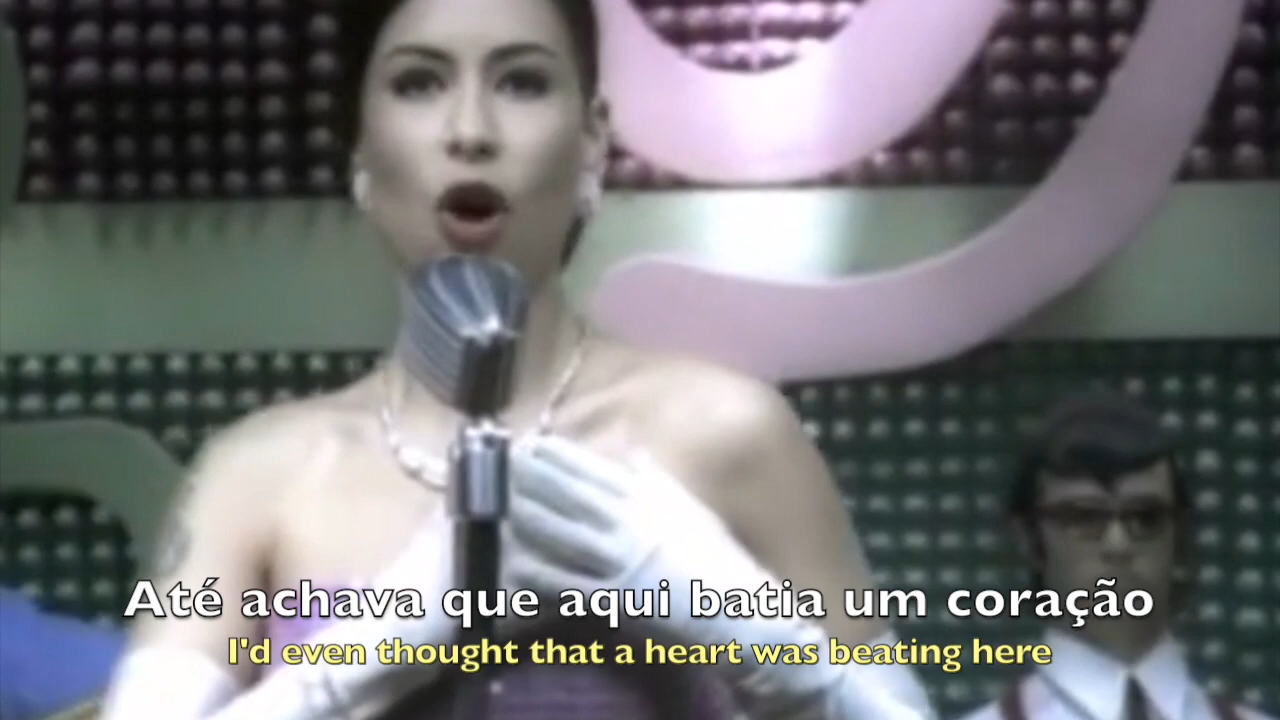 Até achava que aqui batia um coração
I'd even thought that a heart was beating here